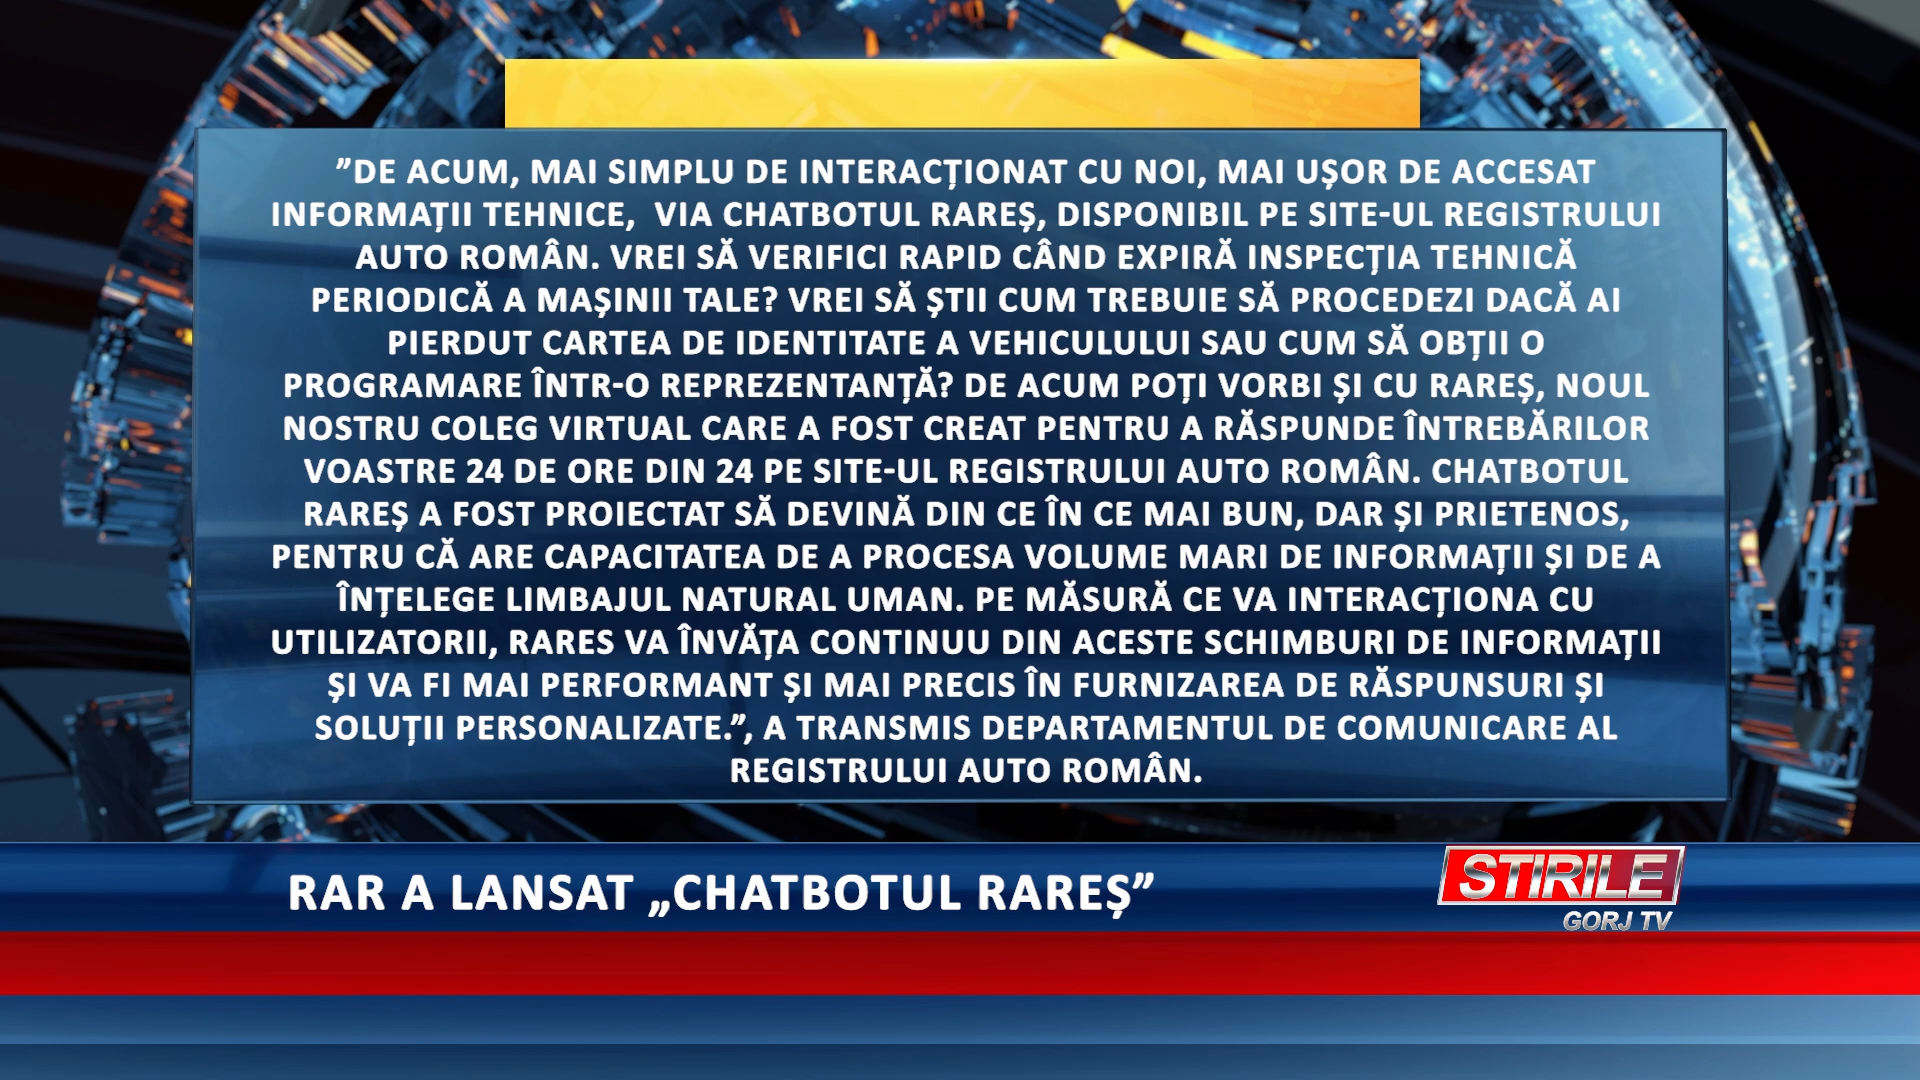 ”DE ACUM, MAI SIMPLU DE INTERACȚIONAT CU NOI, MAI UȘOR DE ACCESAT
INFORMAȚII TEHNICE,  VIA CHATBOTUL RAREȘ, DISPONIBIL PE SITE-UL REGISTRULUI
AUTO ROMÂN. VREI SĂ VERIFICI RAPID CÂND EXPIRĂ INSPECȚIA TEHNICĂ
PERIODICĂ A MAȘINII TALE? VREI SĂ ȘTII CUM TREBUIE SĂ PROCEDEZI DACĂ AI
PIERDUT CARTEA DE IDENTITATE A VEHICULULUI SAU CUM SĂ OBȚII O
PROGRAMARE ÎNTR-O REPREZENTANȚĂ? DE ACUM POȚI VORBI ȘI CU RAREȘ, NOUL
NOSTRU COLEG VIRTUAL CARE A FOST CREAT PENTRU A RĂSPUNDE ÎNTREBĂRILOR
VOASTRE 24 DE ORE DIN 24 PE SITE-UL REGISTRULUI AUTO ROMÂN. CHATBOTUL
RAREȘ A FOST PROIECTAT SĂ DEVINĂ DIN CE ÎN CE MAI BUN, DAR ȘI PRIETENOS,
PENTRU CĂ ARE CAPACITATEA DE A PROCESA VOLUME MARI DE INFORMAȚII ȘI DE A
ÎNȚELEGE LIMBAJUL NATURAL UMAN. PE MĂSURĂ CE VA INTERACȚIONA CU
UTILIZATORII, RARES VA ÎNVĂȚA CONTINUU DIN ACESTE SCHIMBURI DE INFORMAȚII
ȘI VA FI MAI PERFORMANT ȘI MAI PRECIS ÎN FURNIZAREA DE RĂSPUNSURI ȘI
SOLUȚII PERSONALIZATE.”, A TRANSMIS DEPARTAMENTUL DE COMUNICARE AL
REGISTRULUI AUTO ROMÂN.
RAR A LANSAT „CHATBOTUL RAREȘ”
STIRILE
GORJ TV